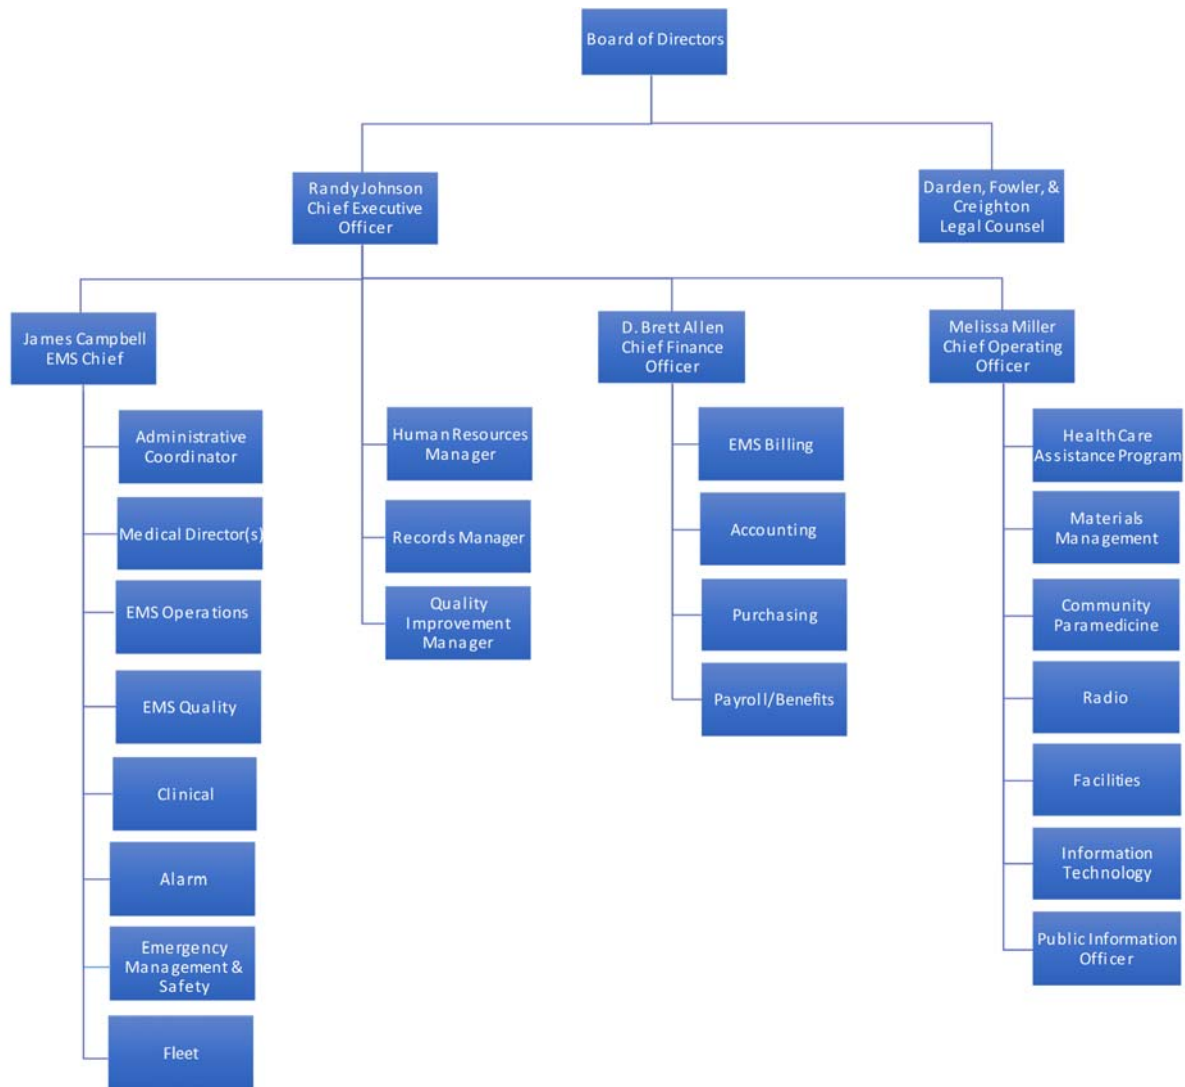 Board of Directors
Randy Johnson
Chief Executive
Officer
Darden, Fowler, &
Creighton
Legal Counsel
James Campbell
EMS Chief
D. Brett Allen
Chief Finance
Officer
Melissa Miller
Chief Operating
Officer
Administrative
Coordinator
Medical Director(s)
EMS Operations
EMS Quality
Clinical
Alarm
Emergency
Management &
Safety
Fleet
Human Resources
Manager
Records Manager
Quality
Improvement
Manager
EMS Billing
Accounting
Purchasing
Payroll/Benefits
Health Care
Assistance Program
Materials
Management
Community
Paramedicine
Radio
Facilities
Information
Technology
Public Information
Officer